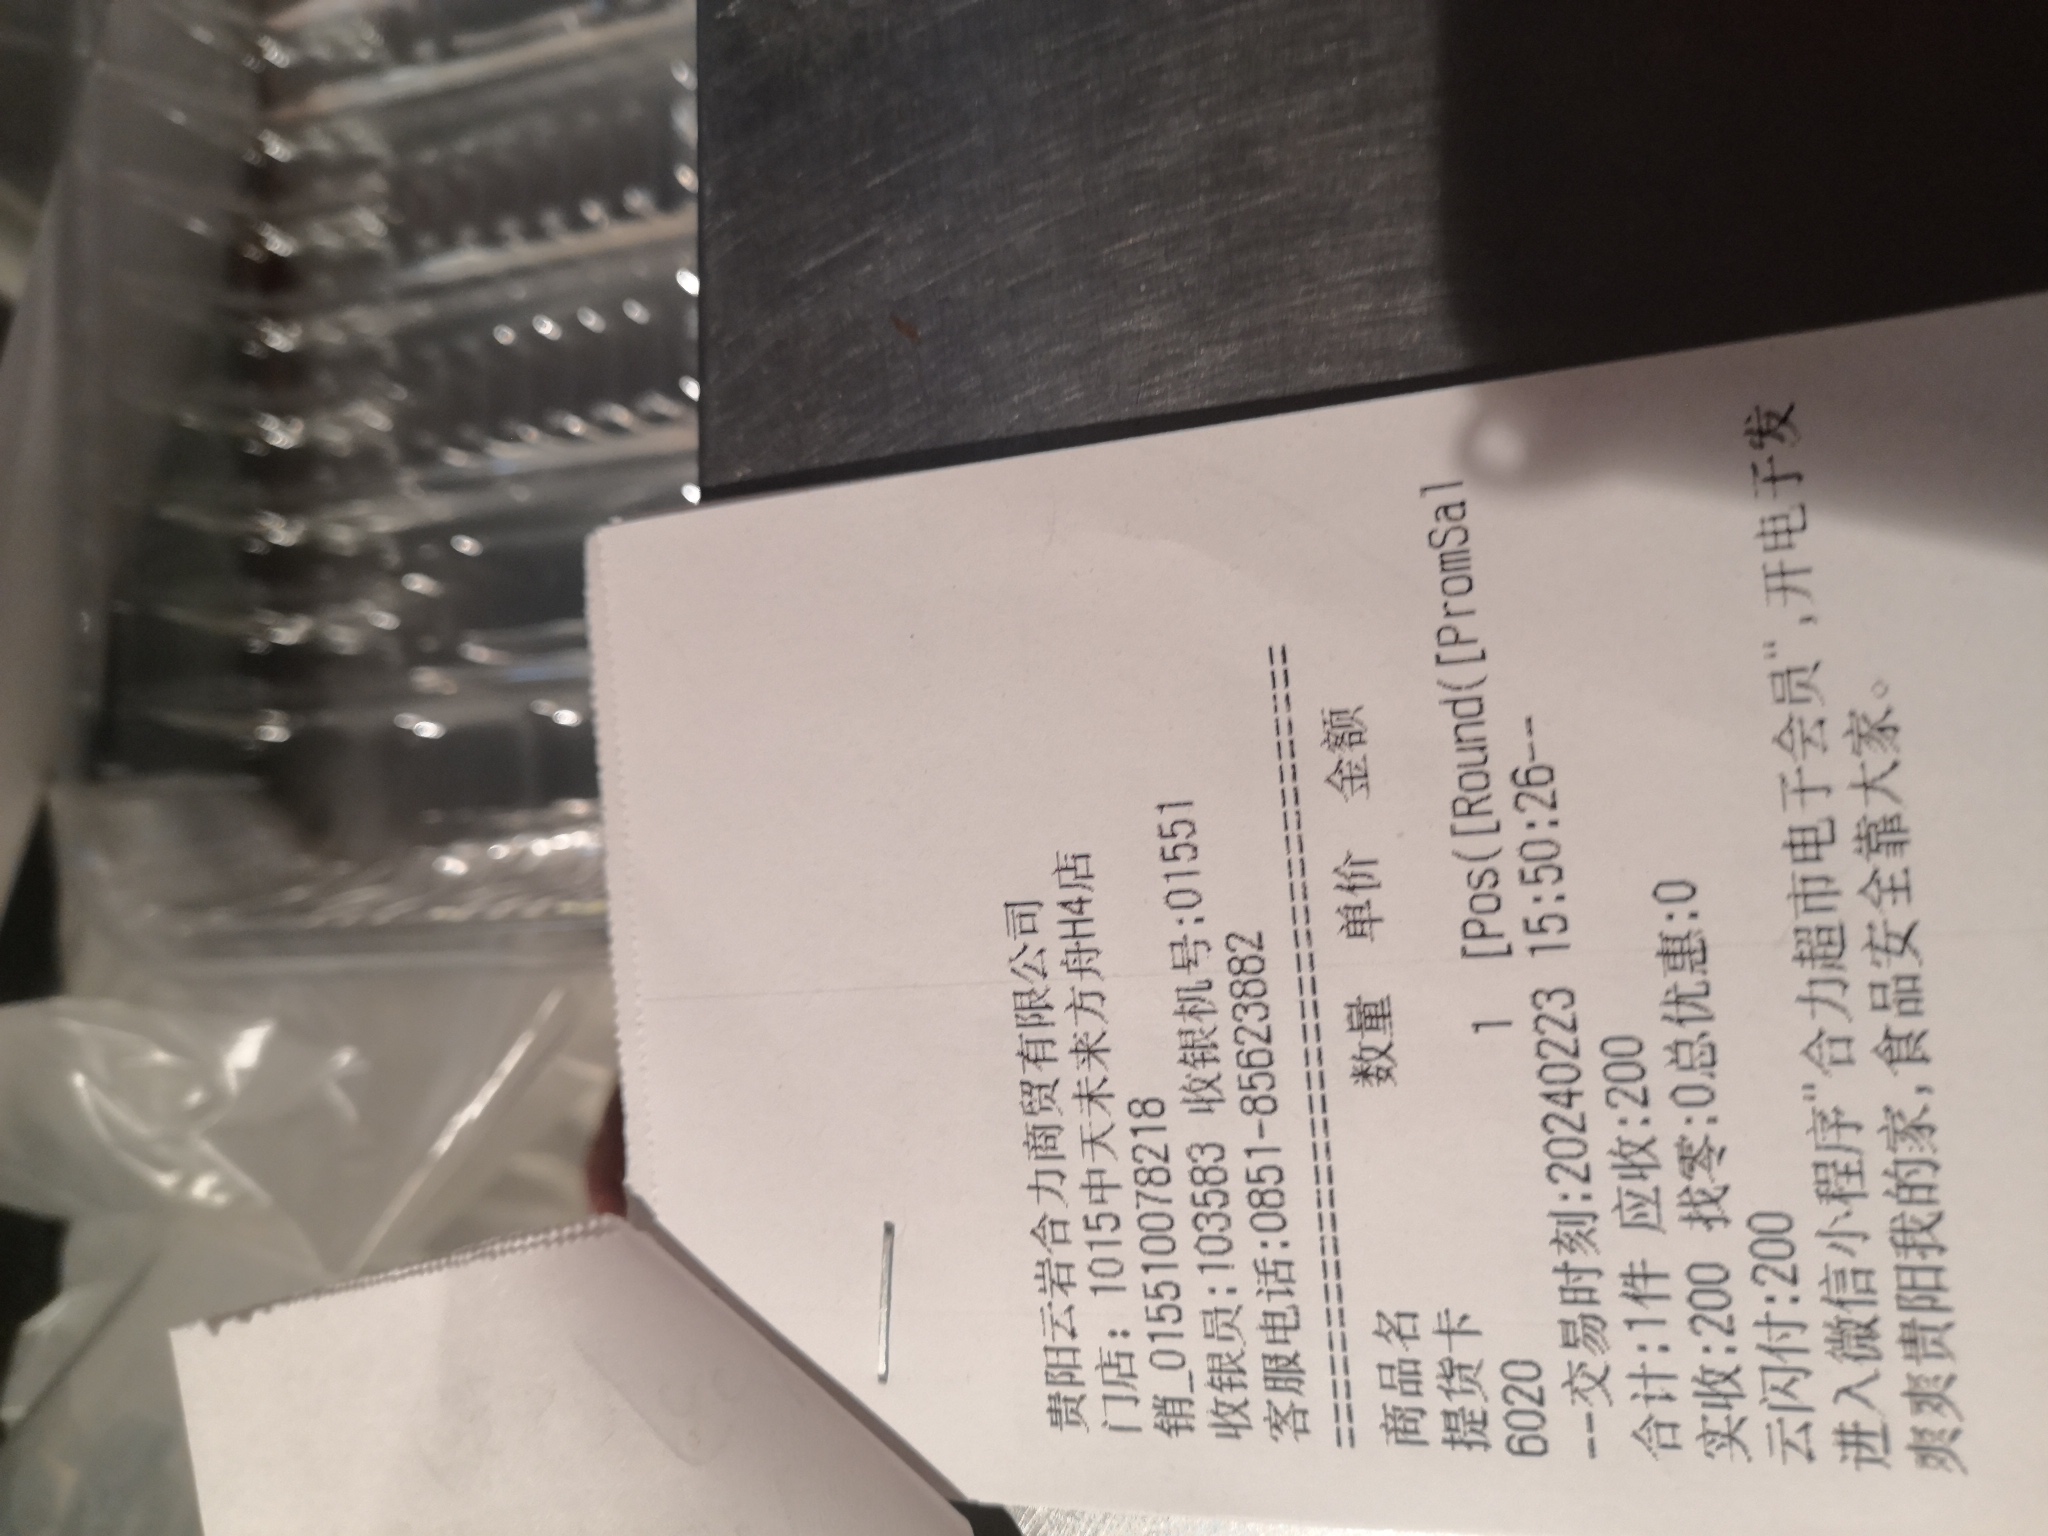 贵阳云岩合力商贸有限公司
门店: 1015中天未来方舟H4店
销_015510078218
收银员:103583 收银机号:01551
客服电话:0851-85623882
========================================
商品名 数量 单价 金额
提货卡
6020 1 [Pos([Round([PromSal
--交易时刻:20240223 15:50:26--
合计:1件 应收:200
实收:200 找零:0总优惠:0
云闪付:200
进入微信小程序"合力超市电子会员",开电子发
爽爽贵阳我的家,食品安全靠大家。